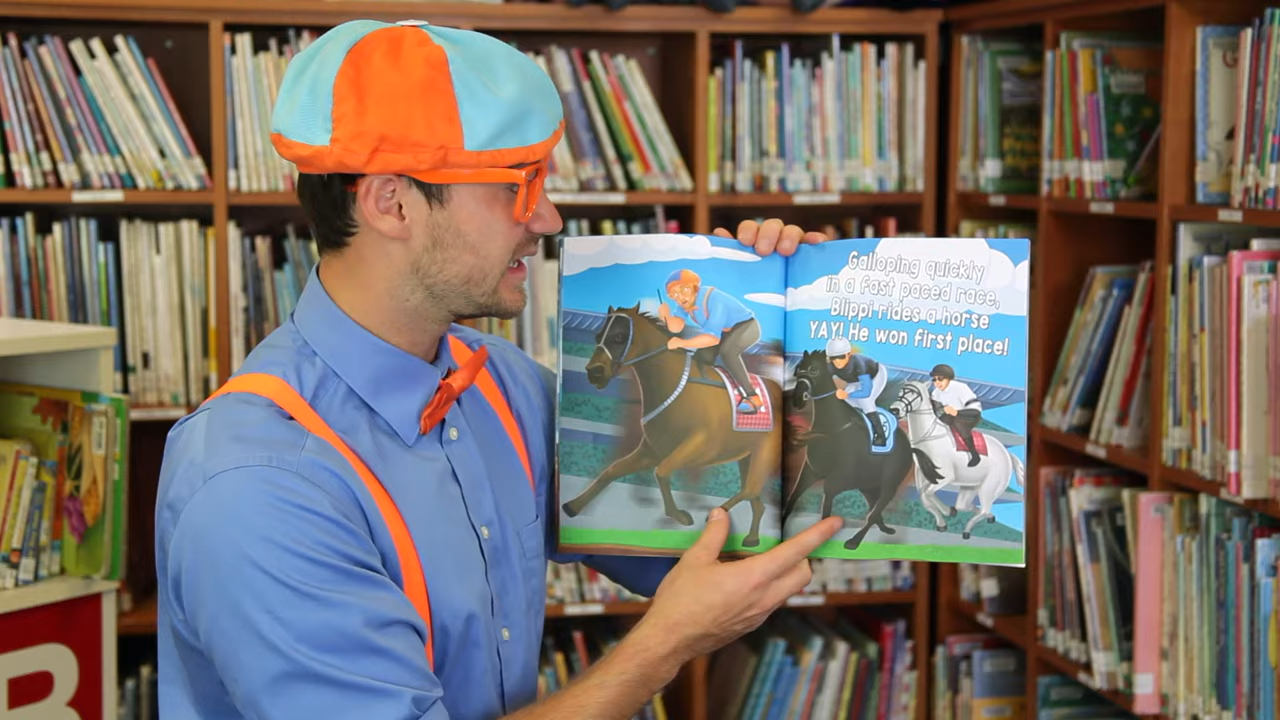 Galloping quickly
in a fast paced race,
Blippi rides a horse
YAY! He won first place!
B